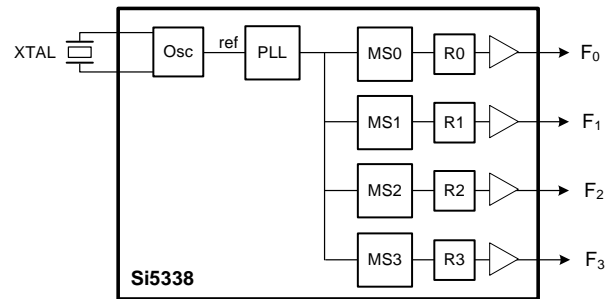 XTAL
Osc
ref
PLL
MS0
R0
F0
MS1
R1
F1
MS2
R2
F2
MS3
R3
F3
Si5338